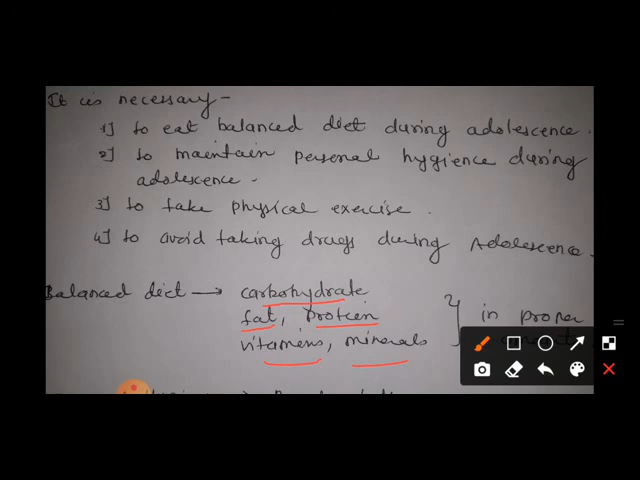 It is necessary -
1] to eat balanced diet during adolescence.
2] to maintain personal hygience during
adolescence.
3] to take physical exercise.
4] to avoid taking drugs during Adolescence.
Balanced diet → carbohydrate
fat, protein } in proper
vitamins, minerals